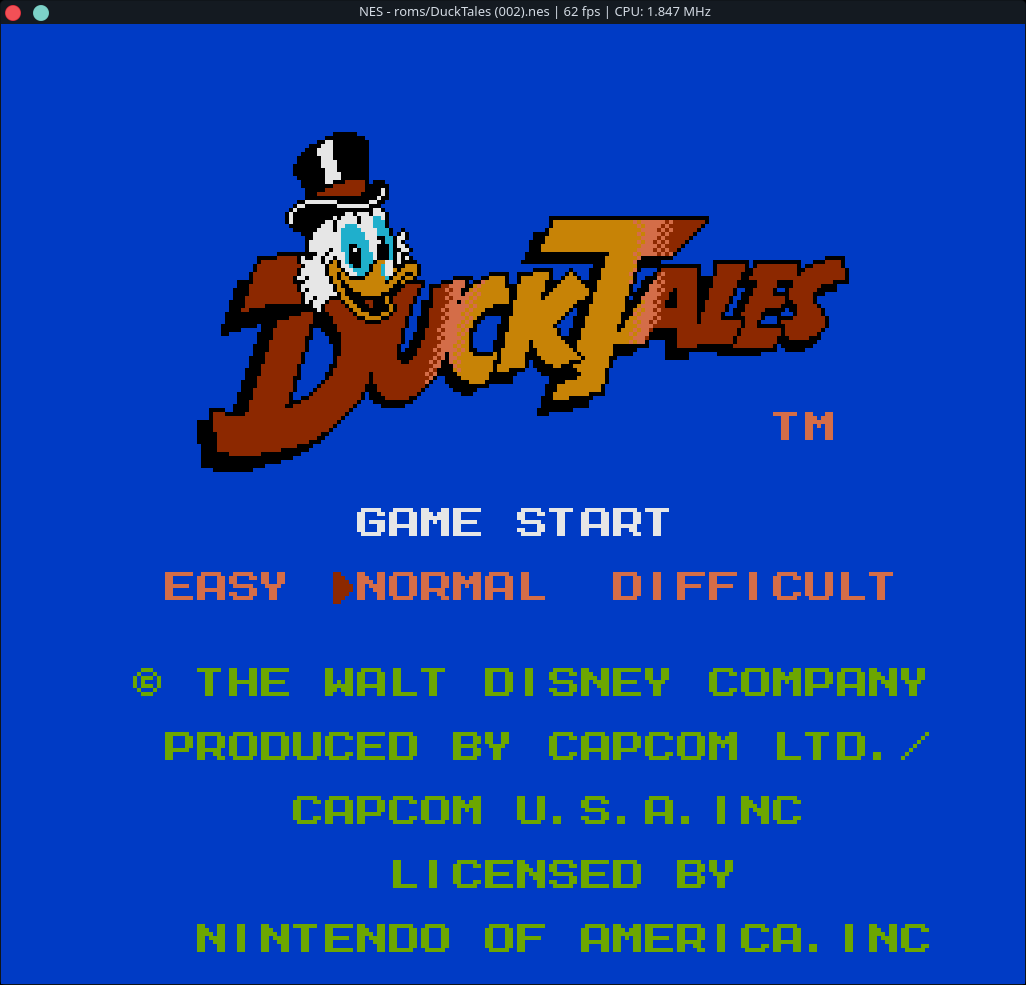 NES - roms/DuckTales (002).nes | 62 fps | CPU: 1.847 MHz
DUCKTALES
TM
GAME START
EASY NORMAL DIFFICULT
© THE WALT DISNEY COMPANY
PRODUCED BY CAPCOM LTD./
CAPCOM U.S.A.INC
LICENSED BY
NINTENDO OF AMERICA.INC